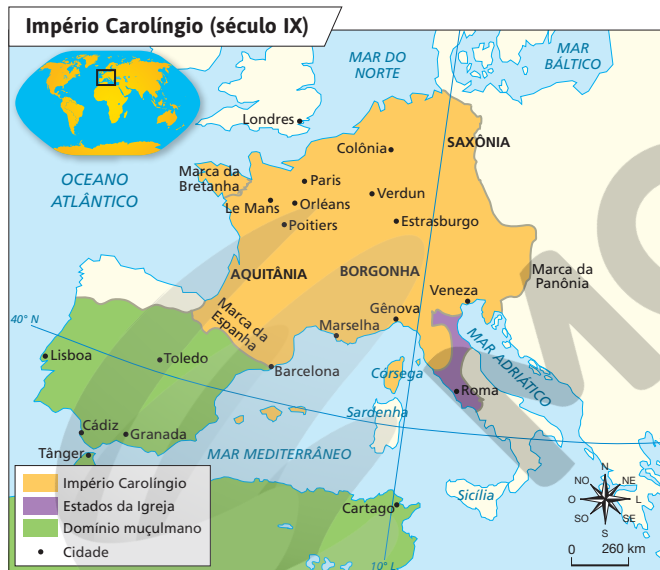 Império Carolíngio (século IX)
MAR DO
NORTE
MAR
BÁLTICO
Londres
Colônia
SAXÔNIA
Marca da
Bretanha
OCEANO
ATLÂNTICO
Paris
Verdun
Le Mans
Orléans
Poitiers
Estrasburgo
AQUITÂNIA
BORGONHA
Marca da
Panônia
Veneza
Gênova
Marca da
Espanha
Marselha
40° N
MAR ADRIÁTICO
Lisboa
Toledo
Barcelona
Córsega
Roma
Sardenha
Cádiz
Granada
Tânger
MAR MEDITERRÂNEO
Sicília
Cartago
10° L
Império Carolíngio
Estados da Igreja
Domínio muçulmano
Cidade
N
NO NE
O L
SO SE
S
0 260 km